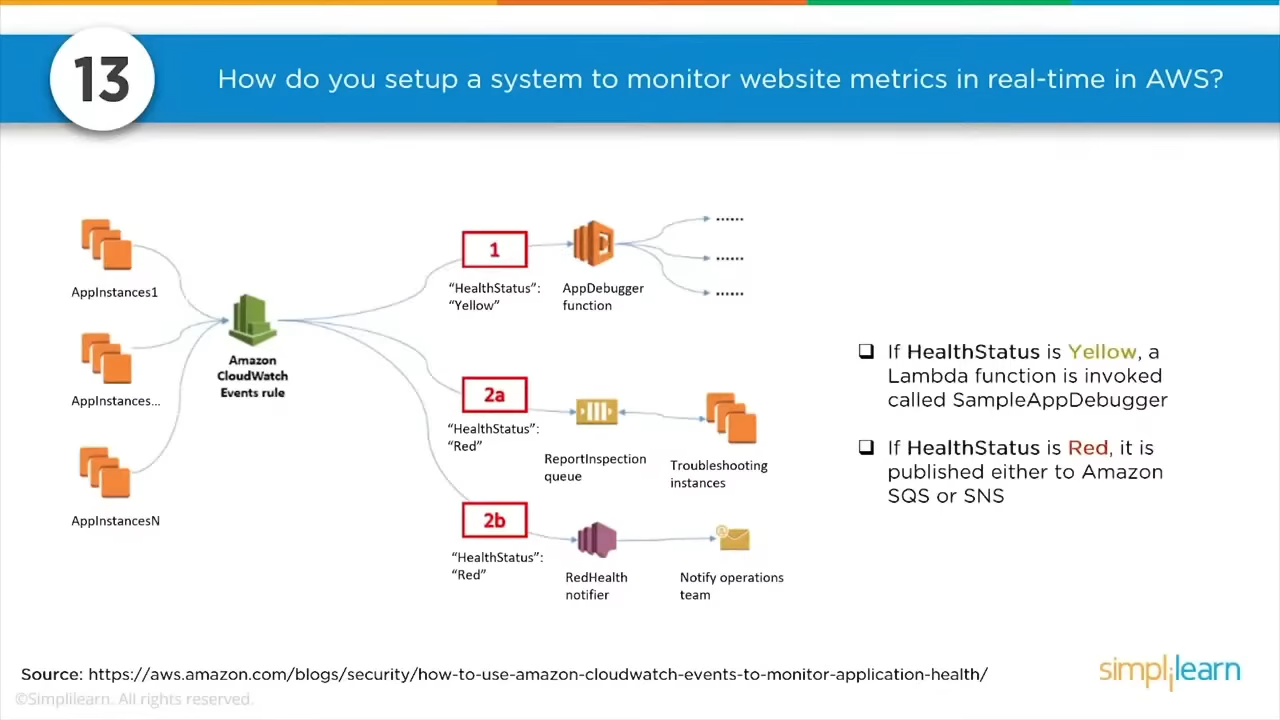 13
How do you setup a system to monitor website metrics in real-time in AWS?
AppInstances1
AppInstances...
AppInstancesN
Amazon
CloudWatch
Events rule
1
"HealthStatus":
"Yellow"
AppDebugger
function
......
......
......
2a
"HealthStatus":
"Red"
ReportInspection
queue
Troubleshooting
instances
2b
"HealthStatus":
"Red"
RedHealth
notifier
Notify operations
team
If HealthStatus is Yellow, a
Lambda function is invoked
called SampleAppDebugger
If HealthStatus is Red, it is
published either to Amazon
SQS or SNS
Source: https://aws.amazon.com/blogs/security/how-to-use-amazon-cloudwatch-events-to-monitor-application-health/
©Simplilearn. All rights reserved.
simplilearn